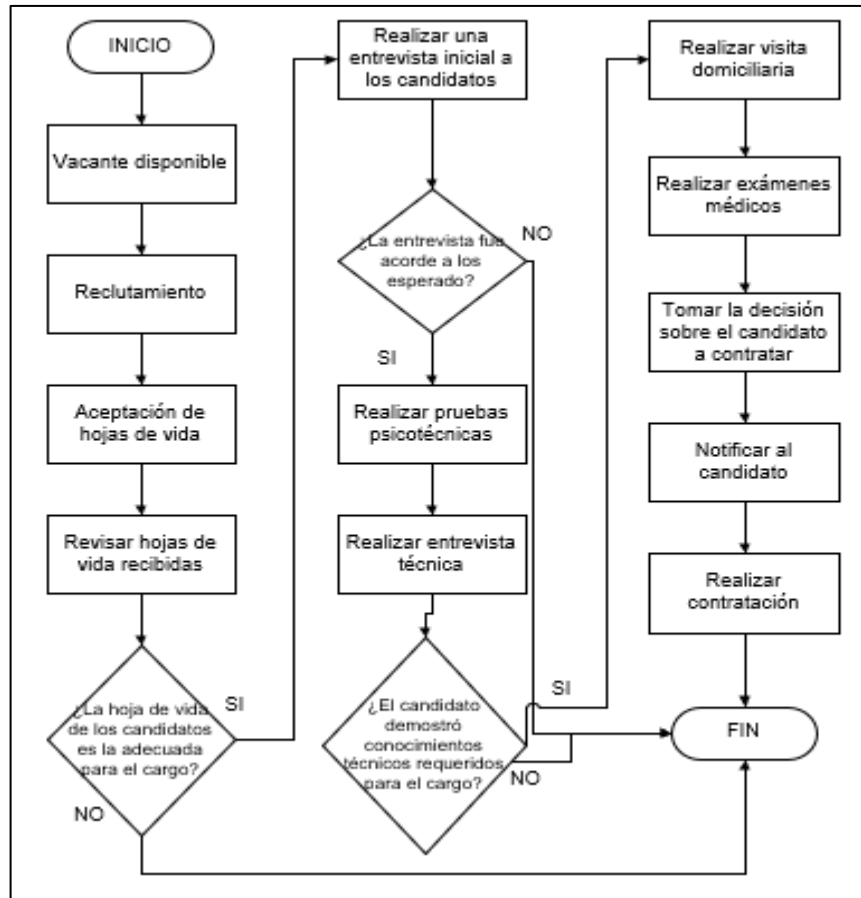 INICIO
Vacante disponible
Reclutamiento
Aceptación de
hojas de vida
Revisar hojas de
vida recibidas
¿La hoja de vida
de los candidatos
es la adecuada
para el cargo?
SI
NO
Realizar una
entrevista inicial a
los candidatos
¿La entrevista fue
acorde a los
esperado?
NO
SI
Realizar pruebas
psicotécnicas
Realizar entrevista
técnica
¿El candidato
demostró
conocimientos
técnicos requeridos
para el cargo?
SI
NO
Realizar visita
domiciliaria
Realizar exámenes
médicos
Tomar la decisión
sobre el candidato
a contratar
Notificar al
candidato
Realizar
contratación
FIN